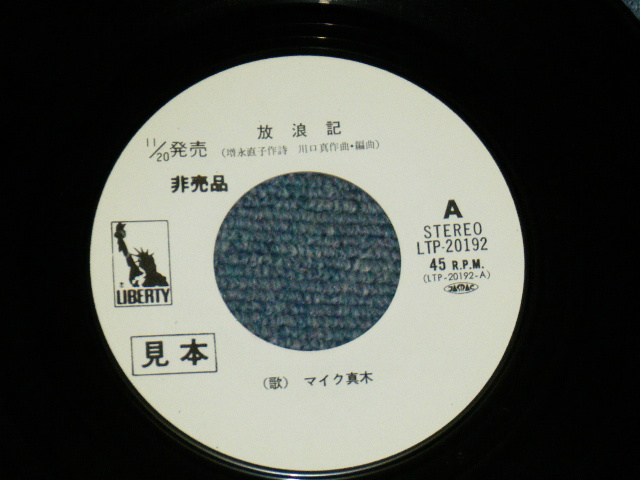 放浪記
11/20発売
(増永直子作詩 川口真作曲・編曲)
非売品
A
STEREO
LTP-20192
45 R.P.M.
(LTP-20192-A)
JASRAC
LIBERTY
見本
(歌) マイク真木